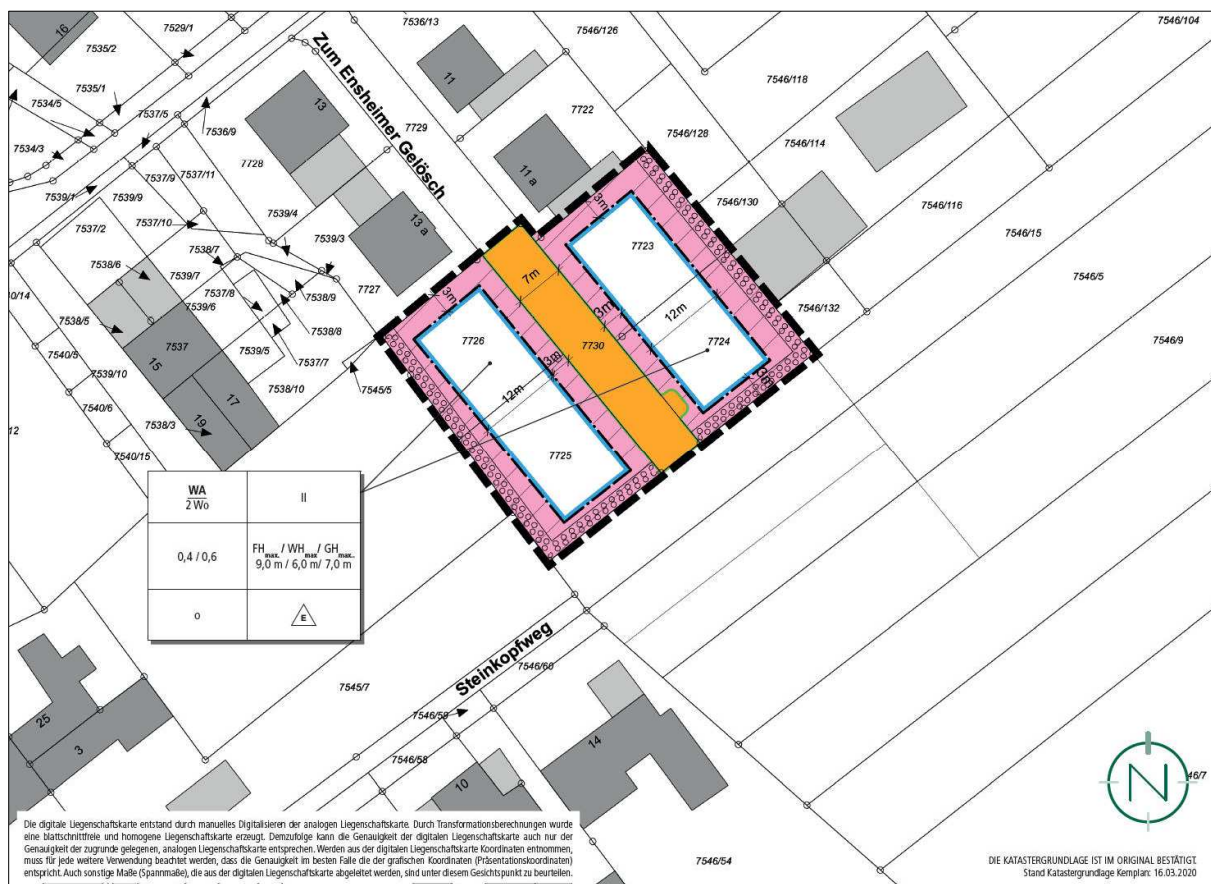 16
7535/2
7529/1
7536/13
7546/126
7546/104
7535/1
7534/5
7537/5
7536/9
7534/3
Zum Ensheimer Gelösch
13
11
7722
7546/118
7729
7546/128
7546/114
7728
11 a
7539/1
7537/9
7537/11
7539/9
7537/10
7539/4
13 a
7546/130
7546/116
7537/2
7538/7
7539/3
3m
7723
7546/15
7538/6
7539/7
7537/8
7538/9
7727
7m
7546/5
0/14
7539/6
3m
3m
12m
7546/132
7538/5
7538/8
7726
7730
7724
7546/9
7540/5
7537
7539/5
7537/7
3m
7539/10
15
7545/5
12m
3m
7540/6
17
7538/10
12
7538/3
19
7725
7540/15
WA
2 Wo
II
0,4 / 0,6
FHmax. / WHmax / GHmax..
9,0 m / 6,0 m/ 7,0 m
o
E
Steinkopfweg
7546/60
7545/7
7546/59
25
3
7546/58
14
10
N
46/7
7546/54
Die digitale Liegenschaftskarte entstand durch manuelles Digitalisieren der analogen Liegenschaftskarte. Durch Transformationsberechnungen wurde
eine blattschnittfreie und homogene Liegenschaftskarte erzeugt. Demzufolge kann die Genauigkeit der digitalen Liegenschaftskarte auch nur der
Genauigkeit der zugrunde gelegenen, analogen Liegenschaftskarte entsprechen. Werden aus der digitalen Liegenschaftskarte Koordinaten entnommen,
muss für jede weitere Verwendung beachtet werden, dass die Genauigkeit im besten Falle die der grafischen Koordinaten (Präsentationskoordinaten)
entspricht. Auch sonstige Maße (Spannmaße), die aus der digitalen Liegenschaftskarte abgeleitet werden, sind unter diesem Gesichtspunkt zu beurteilen.
DIE KATASTERGRUNDLAGE IST IM ORIGINAL BESTÄTIGT.
Stand Katastergrundlage Kernplan: 16.03.2020